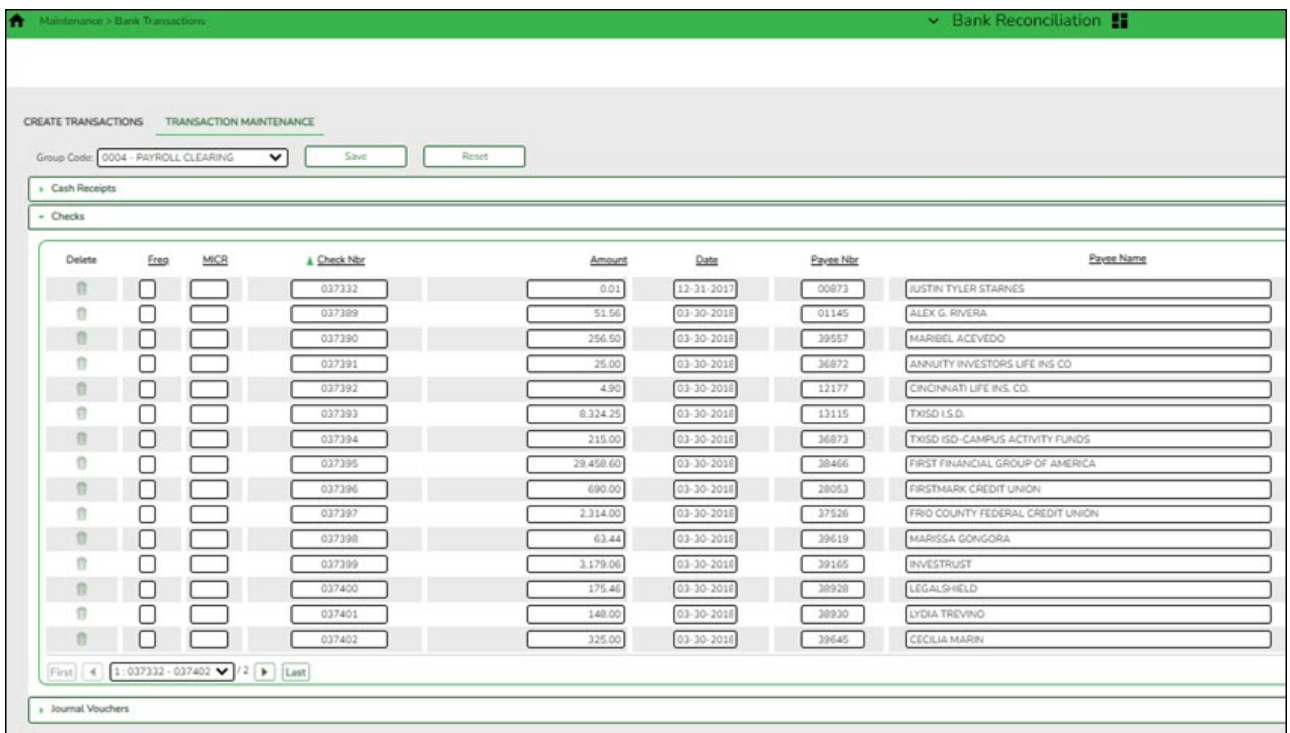 Maintenance > Bank Transactions
Bank Reconciliation
CREATE TRANSACTIONS TRANSACTION MAINTENANCE
Group Code: 0004 - PAYROLL CLEARING Save Reset
Cash Receipts
Checks
Delete Freq MICR Check Nbr Amount Date Payee Nbr Payee Name
037332 0.01 12-31-2017 00873 JUSTIN TYLER STARNES
037389 51.56 03-30-2018 01145 ALEX G. RIVERA
037390 256.50 03-30-2018 39557 MARIBEL ACEVEDO
037391 25.00 03-30-2018 36872 ANNUITY INVESTORS LIFE INS CO
037392 4.90 03-30-2018 12177 CINCINNATI LIFE INS. CO.
037393 8,324.25 03-30-2018 13115 TXISD I.S.D.
037394 215.00 03-30-2018 36873 TXISD ISD-CAMPUS ACTIVITY FUNDS
037395 29,458.60 03-30-2018 38466 FIRST FINANCIAL GROUP OF AMERICA
037396 690.00 03-30-2018 28053 FIRSTMARK CREDIT UNION
037397 2,314.00 03-30-2018 37526 FRIO COUNTY FEDERAL CREDIT UNION
037398 63.44 03-30-2018 39619 MARISSA GONGORA
037399 3,179.06 03-30-2018 39165 INVESTRUST
037400 175.46 03-30-2018 38928 LEGALSHIELD
037401 148.00 03-30-2018 38930 LYDIA TREVINO
037402 325.00 03-30-2018 39645 CECILIA MARIN
First 1 : 037332 - 037402 / 2 Last
Journal Vouchers